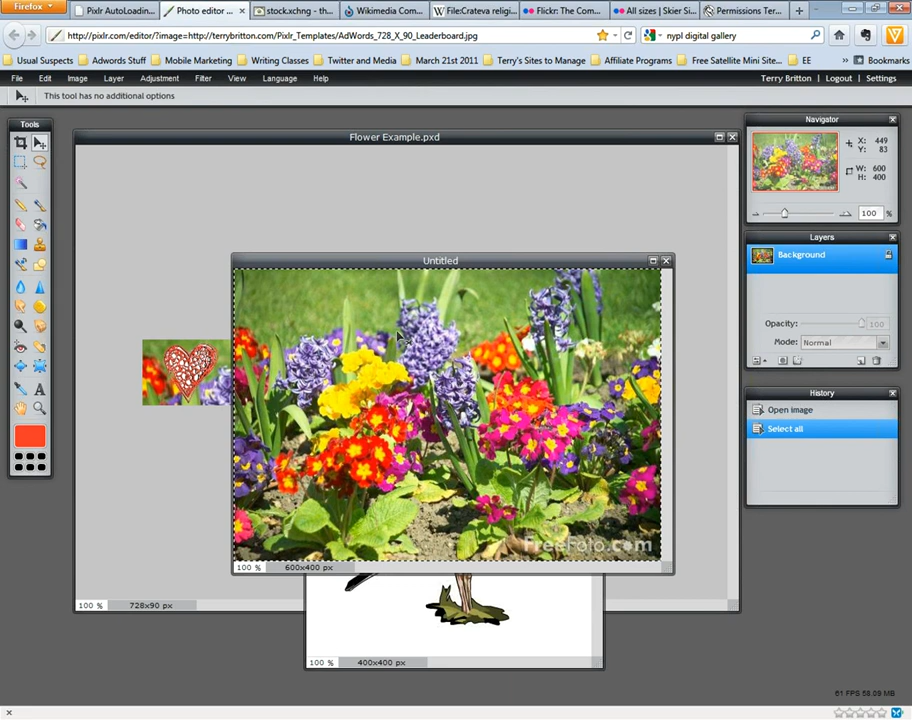 Firefox
Pixlr AutoLoadin...
Photo editor ...
stock.xchng - th...
Wikimedia Com...
File:Crateva religi...
Flickr: The Com...
All sizes | Skier Si...
Permissions Ter...
http://pixlr.com/editor/?image=http://terrybritton.com/Pixlr_Templates/AdWords_728_X_90_Leaderboard.jpg
nypl digital gallery
Usual Suspects
Adwords Stuff
Mobile Marketing
Writing Classes
Twitter and Media
March 21st 2011
Terry's Sites to Manage
Affiliate Programs
Free Satellite Mini Site...
EE
Bookmarks
File Edit Image Layer Adjustment Filter View Language Help
Terry Britton Logout Settings
This tool has no additional options
Tools
Flower Example.pxd
Navigator
X: 449
Y: 83
W: 600
H: 400
100 %
Untitled
Layers
Background
Opacity: 100
Mode: Normal
History
Open image
Select all
FreeFoto.com
100 % 600x400 px
100 % 728x90 px
100 % 400x400 px
61 FPS 58.09 MB